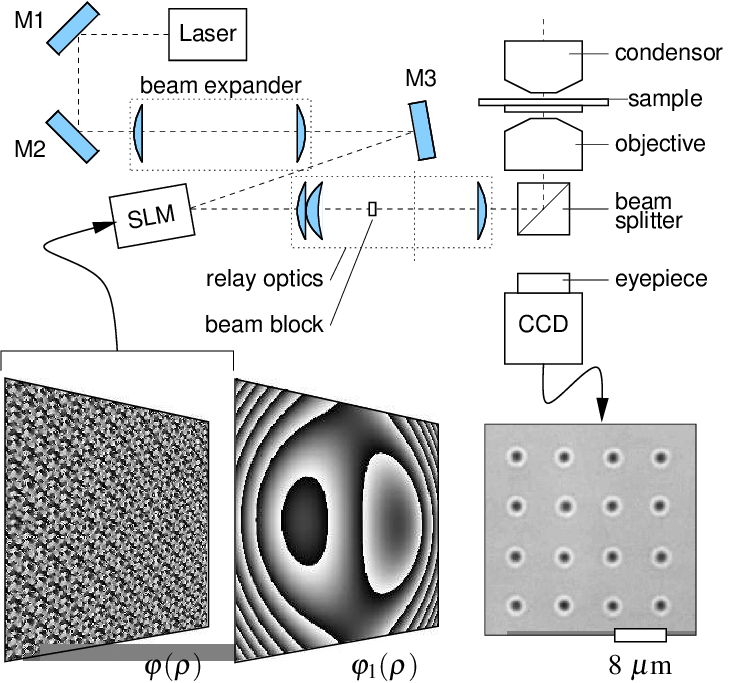 M1
Laser
beam expander
M3
condensor
sample
M2
objective
SLM
beam
splitter
relay optics
eyepiece
beam block
CCD
φ(ρ)
φ1(ρ)
8 μm